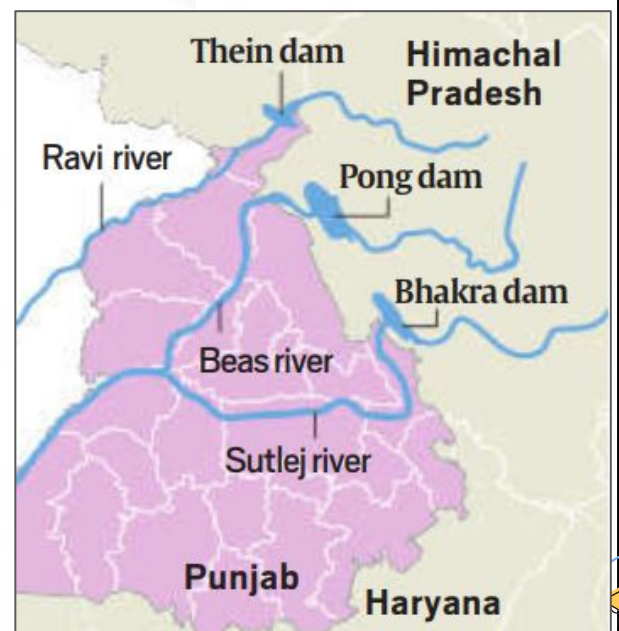 Thein dam
Himachal
Pradesh
Ravi river
Pong dam
Bhakra dam
Beas river
Sutlej river
Punjab
Haryana